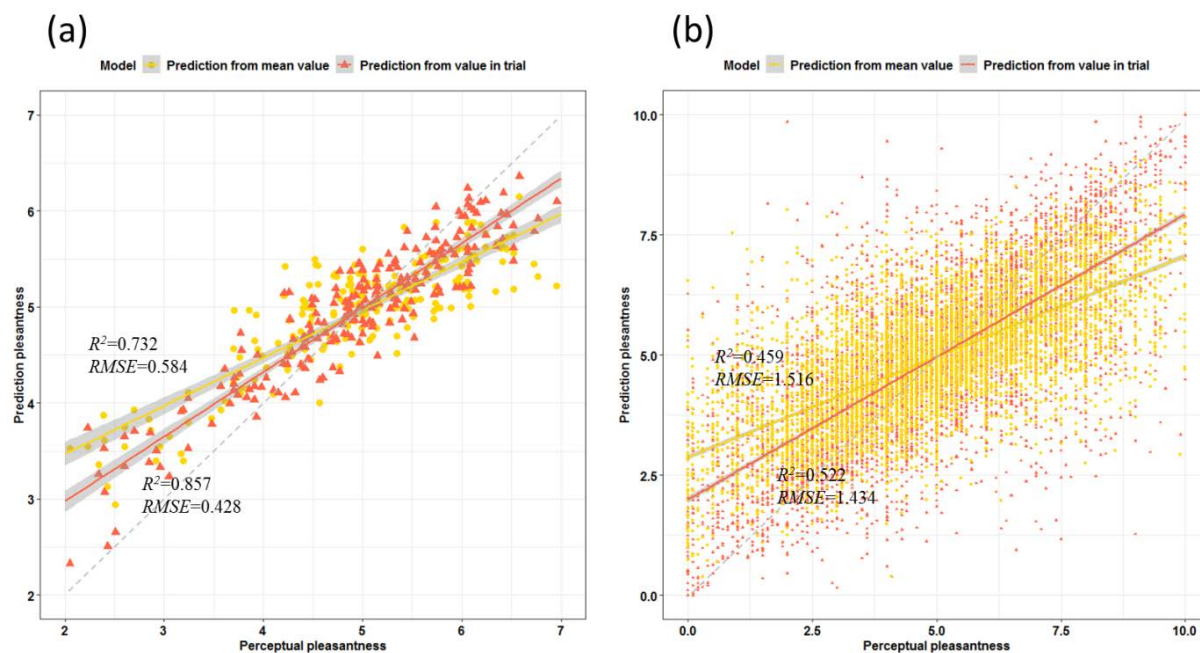 (a)
Model Prediction from mean value Prediction from value in trial
7
6
5
4
3
2
Prediction plesantness
R²=0.732
RMSE=0.584
R²=0.857
RMSE=0.428
2 3 4 5 6 7
Perceptual pleasantness
(b)
Model Prediction from mean value Prediction from value in trial
10.0
7.5
5.0
2.5
0.0
Prediction plesantness
R²=0.459
RMSE=1.516
R²=0.522
RMSE=1.434
0.0 2.5 5.0 7.5 10.0
Perceptual pleasantness